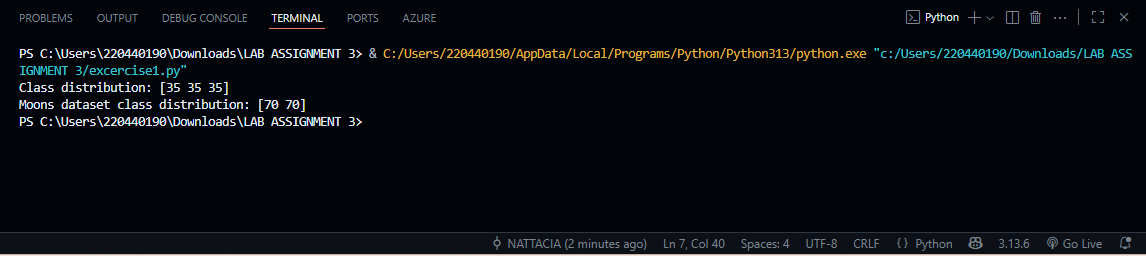 PROBLEMS OUTPUT DEBUG CONSOLE TERMINAL PORTS AZURE Python
PS C:\Users\220440190\Downloads\LAB ASSIGNMENT 3> & C:/Users/220440190/AppData/Local/Programs/Python/Python313/python.exe "c:/Users/220440190/Downloads/LAB ASS
IGNMENT 3/excercise1.py"
Class distribution: [35 35 35]
Moons dataset class distribution: [70 70]
PS C:\Users\220440190\Downloads\LAB ASSIGNMENT 3>
NATTACIA (2 minutes ago) Ln 7, Col 40 Spaces: 4 UTF-8 CRLF {} Python 3.13.6 Go Live